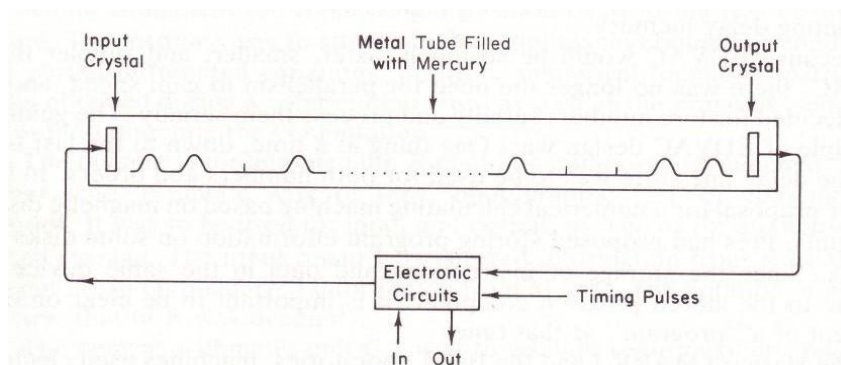 Input
Crystal
Metal Tube Filled
with Mercury
Output
Crystal
Electronic
Circuits
Timing Pulses
In Out